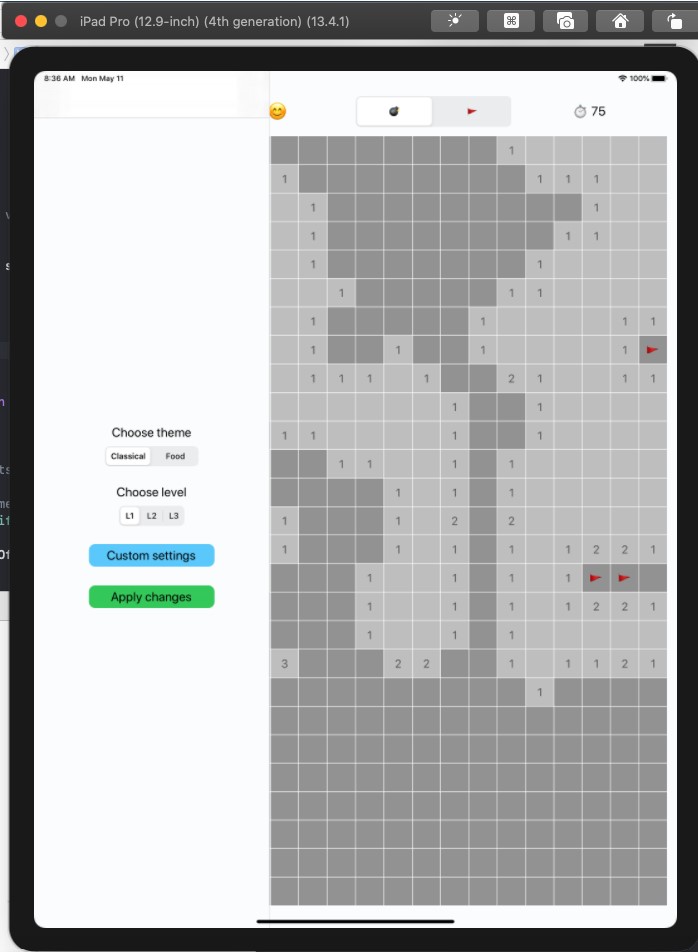 iPad Pro (12.9-inch) (4th generation) (13.4.1)
8:36 AM Mon May 11
100%
75
1
1 1 1 1
1 1
1 1 1
1 1
1 1 1
1 1 1 1
1 1 1 1
1 1 1 1 2 1 1 1
1 1
1 1 1 1
1 1 1 1
1 1 1
1 1 2 2
1 1 1 1 1 2 2 1
1 1 1 1
1 1 1 1 2 2 1
1 1 1
3 2 2 1 1 1 2 1
1
Choose theme
Classical Food
Choose level
L1 L2 L3
Custom settings
Apply changes